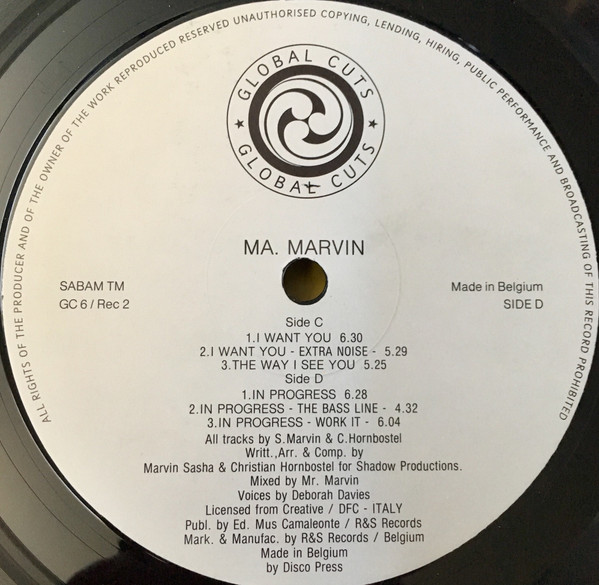 ALL RIGHTS OF THE PRODUCER AND OF THE OWNER OF THE WORK REPRODUCED RESERVED UNAUTHORISED COPYING, LENDING, HIRING, PUBLIC PERFORMANCE AND BROADCASTING OF THIS RECORD PROHIBITED
GLOBAL CUTS
GLOBAL CUTS
MA. MARVIN
SABAM TM
GC 6 / Rec 2
Made in Belgium
SIDE D
Side C
1.I WANT YOU 6.30
2.I WANT YOU - EXTRA NOISE - 5.29
3.THE WAY I SEE YOU 5.25
Side D
1.IN PROGRESS 6.28
2.IN PROGRESS - THE BASS LINE - 4.32
3.IN PROGRESS - WORK IT - 6.04
All tracks by S.Marvin & C.Hornbostel
Writt.,Arr. & Comp. by
Marvin Sasha & Christian Hornbostel for Shadow Productions.
Mixed by Mr. Marvin
Voices by Deborah Davies
Licensed from Creative / DFC - ITALY
Publ. by Ed. Mus Camaleonte / R&S Records
Mark. & Manufac. by R&S Records / Belgium
Made in Belgium
by Disco Press